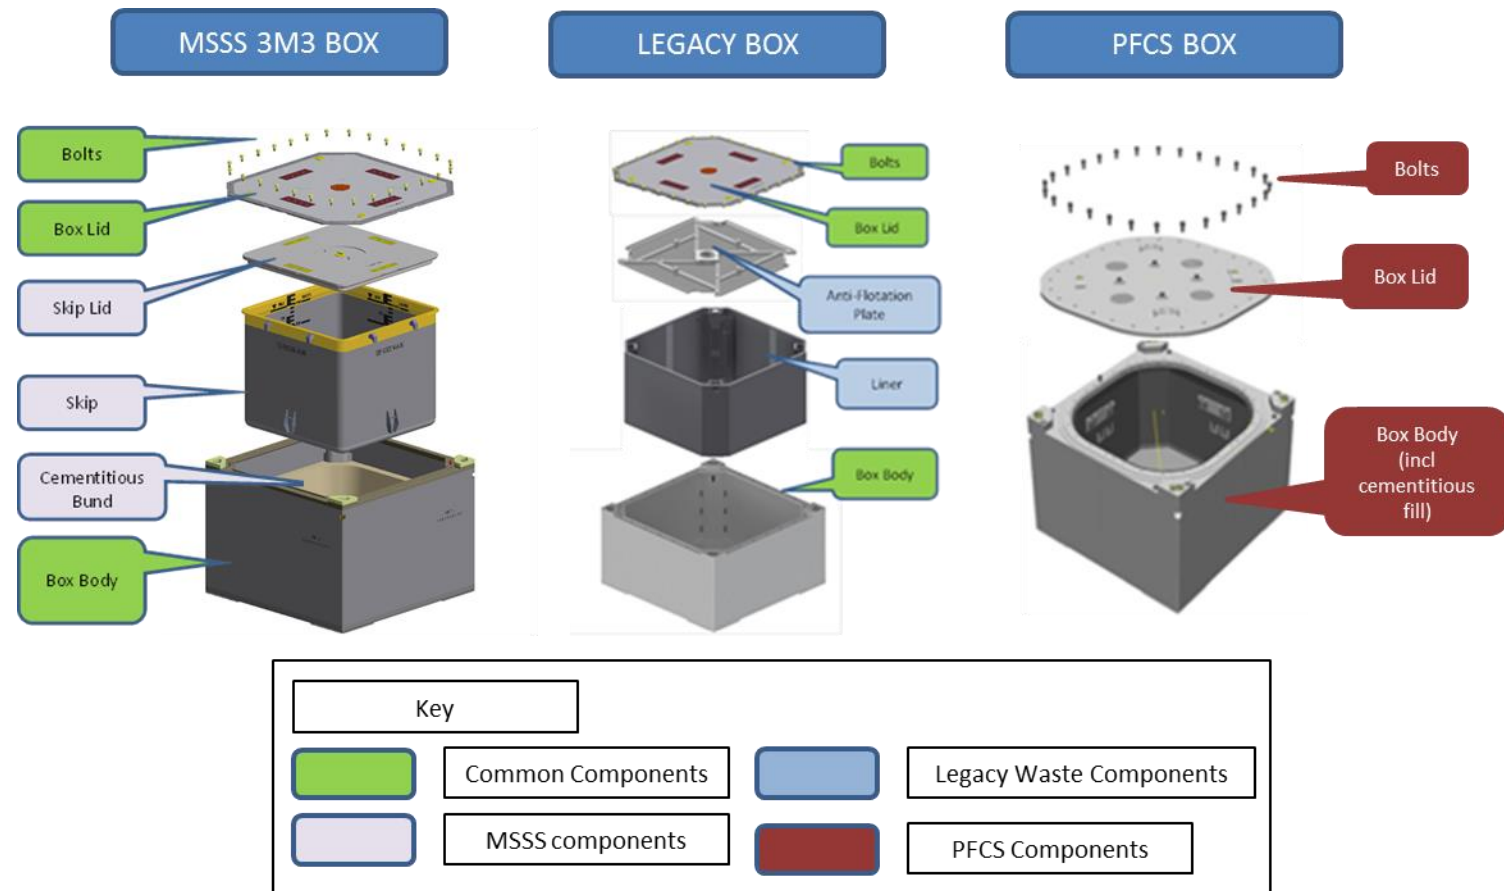 MSSS 3M3 BOX
LEGACY BOX
PFCS BOX
Bolts
Box Lid
Skip Lid
Skip
Cementitious
Bund
Box Body
Bolts
Box Lid
Anti-Flotation
Plate
Liner
Box Body
Bolts
Box Lid
Box Body
(incl
cementitious
fill)
Key
Common Components
Legacy Waste Components
MSSS components
PFCS Components